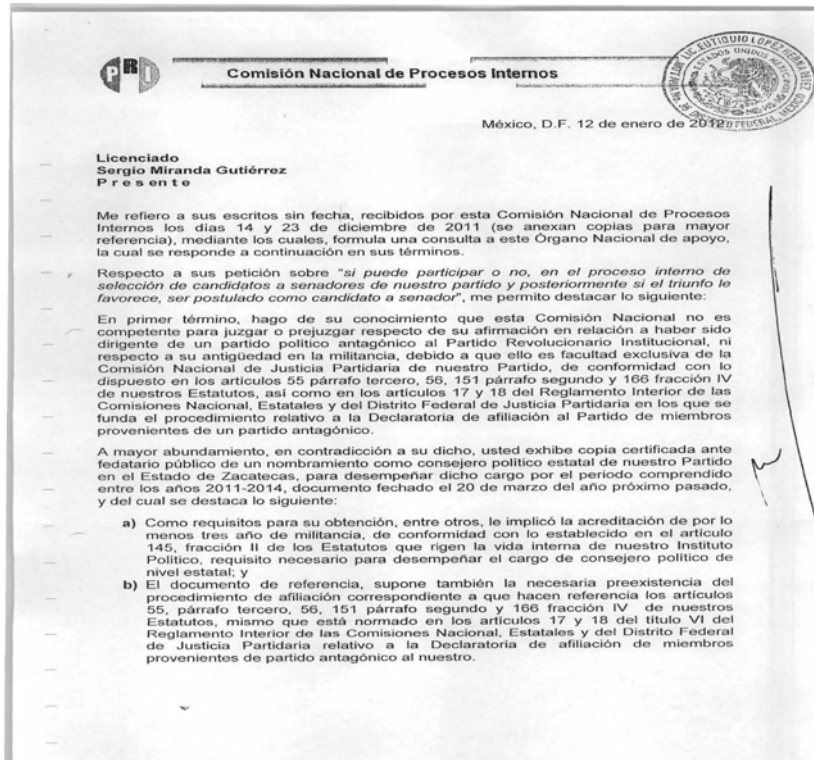 PRI
Comisión Nacional de Procesos Internos
LIC. EUTIQUIO LOPEZ HERNANDEZ
ESTADOS UNIDOS MEXICANOS
DISTRITO FEDERAL, MEXICO
México, D.F. 12 de enero de 2012
Licenciado
Sergio Miranda Gutiérrez
P r e s e n t e
Me refiero a sus escritos sin fecha, recibidos por esta Comisión Nacional de Procesos
Internos los días 14 y 23 de diciembre de 2011 (se anexan copias para mayor
referencia), mediante los cuales, formula una consulta a este Órgano Nacional de apoyo,
la cual se responde a continuación en sus términos.
Respecto a sus petición sobre "si puede participar o no, en el proceso interno de
selección de candidatos a senadores de nuestro partido y posteriormente si el triunfo le
favorece, ser postulado como candidato a senador", me permito destacar lo siguiente:
En primer término, hago de su conocimiento que esta Comisión Nacional no es
competente para juzgar o prejuzgar respecto de su afirmación en relación a haber sido
dirigente de un partido político antagónico al Partido Revolucionario Institucional, ni
respecto a su antigüedad en la militancia, debido a que ello es facultad exclusiva de la
Comisión Nacional de Justicia Partidaria de nuestro Partido, de conformidad con lo
dispuesto en los artículos 55 párrafo tercero, 56, 151 párrafo segundo y 166 fracción IV
de nuestros Estatutos, así como en los artículos 17 y 18 del Reglamento Interior de las
Comisiones Nacional, Estatales y del Distrito Federal de Justicia Partidaria en los que se
funda el procedimiento relativo a la Declaratoria de afiliación al Partido de miembros
provenientes de un partido antagónico.
A mayor abundamiento, en contradicción a su dicho, usted exhibe copia certificada ante
fedatario público de un nombramiento como consejero político estatal de nuestro Partido
en el Estado de Zacatecas, para desempeñar dicho cargo por el periodo comprendido
entre los años 2011-2014, documento fechado el 20 de marzo del año próximo pasado,
y del cual se destaca lo siguiente:
a) Como requisitos para su obtención, entre otros, le implicó la acreditación de por lo
menos tres año de militancia, de conformidad con lo establecido en el artículo
145, fracción II de los Estatutos que rigen la vida interna de nuestro Instituto
Político, requisito necesario para desempeñar el cargo de consejero político de
nivel estatal; y
b) El documento de referencia, supone también la necesaria preexistencia del
procedimiento de afiliación correspondiente a que hacen referencia los artículos
55, párrafo tercero, 56, 151 párrafo segundo y 166 fracción IV de nuestros
Estatutos, mismo que está normado en los artículos 17 y 18 del título VI del
Reglamento Interior de las Comisiones Nacional, Estatales y del Distrito Federal
de Justicia Partidaria relativo a la Declaratoria de afiliación de miembros
provenientes de partido antagónico al nuestro.